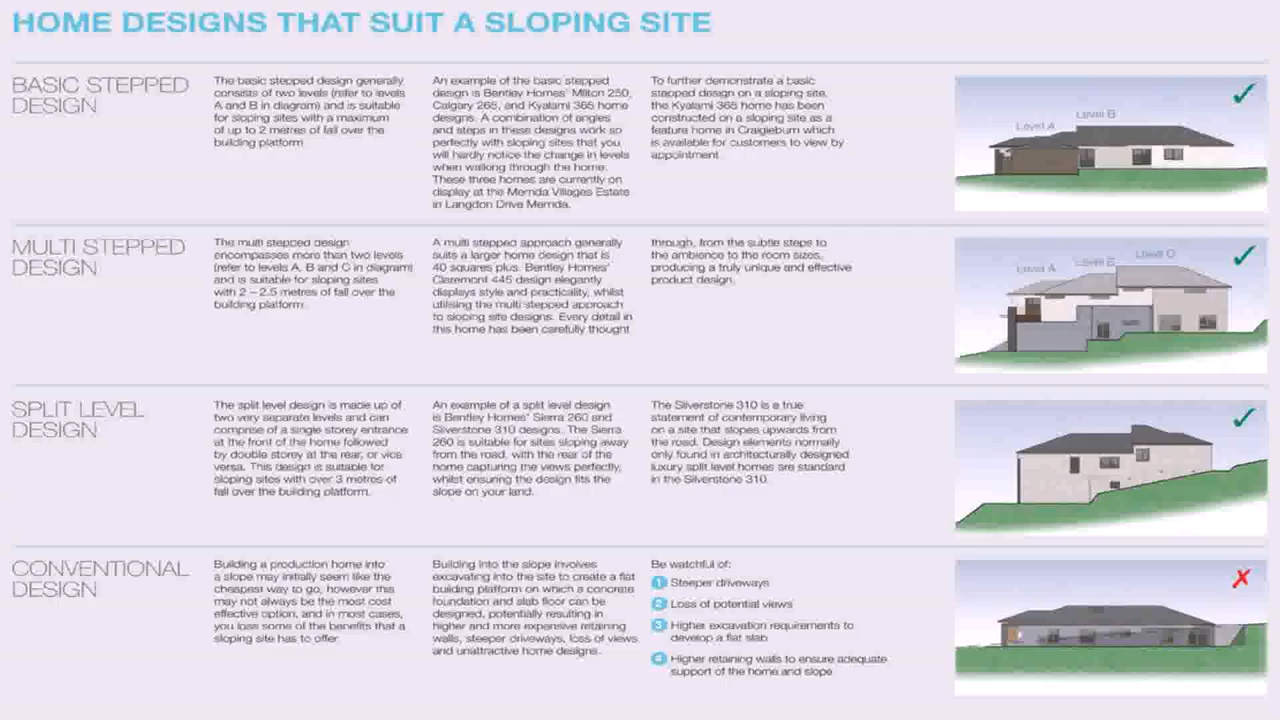 HOME DESIGNS THAT SUIT A SLOPING SITE
BASIC STEPPED
DESIGN
The basic stepped design generally
consists of two levels (refer to levels
A and B in diagram) and is suitable
for sloping sites with a maximum
of up to 2 metres of fall over the
building platform
An example of the basic stepped
design is Bentley Homes' Milton 250,
Calgary 265, and Kyalami 365 home
designs. A combination of angles
and steps in these designs work so
perfectly with sloping sites that you
will hardly notice the change in levels
when walking through the home.
These three homes are currently on
display at the Mernda Villages Estate
in Langdon Drive Mernda.
To further demonstrate a basic
stepped design on a sloping site,
the Kyalami 365 home has been
constructed on a sloping site as a
feature home in Craigieburn which
is available for customers to view by
appointment
Level A
Level B
MULTI STEPPED
DESIGN
The multi stepped design
encompasses more than two levels
(refer to levels A, B and C in diagram)
and is suitable for sloping sites
with 2 – 2.5 metres of fall over the
building platform
A multi stepped approach generally
suits a larger home design that is
40 squares plus. Bentley Homes'
Claremont 445 design elegantly
displays style and practicality, whilst
utilising the multi stepped approach
to sloping site designs. Every detail in
this home has been carefully thought
through, from the subtle steps to
the ambience to the room sizes,
producing a truly unique and effective
product design.
Level A
Level B
Level C
SPLIT LEVEL
DESIGN
The split level design is made up of
two very separate levels and can
comprise of a single storey entrance
at the front of the home followed
by double storey at the rear, or vice
versa. This design is suitable for
sloping sites with over 3 metres of
fall over the building platform.
An example of a split level design
is Bentley Homes' Sierra 260 and
Silverstone 310 designs. The Sierra
260 is suitable for sites sloping away
from the road, with the rear of the
home capturing the views perfectly,
whilst ensuring the design fits the
slope on your land.
The Silverstone 310 is a true
statement of contemporary living
on a site that slopes upwards from
the road. Design elements normally
only found in architecturally designed
luxury split level homes are standard
in the Silverstone 310.
CONVENTIONAL
DESIGN
Building a production home into
a slope may initially seem like the
cheapest way to go, however this
may not always be the most cost
effective option, and in most cases,
you lose some of the benefits that a
sloping site has to offer
Building into the slope involves
excavating into the site to create a flat
building platform on which a concrete
foundation and slab floor can be
designed, potentially resulting in
higher and more expensive retaining
walls, steeper driveways, loss of views
and unattractive home designs.
Be watchful of:
1 Steeper driveways
2 Loss of potential views
3 Higher excavation requirements to
develop a flat slab
4 Higher retaining walls to ensure adequate
support of the home and slope